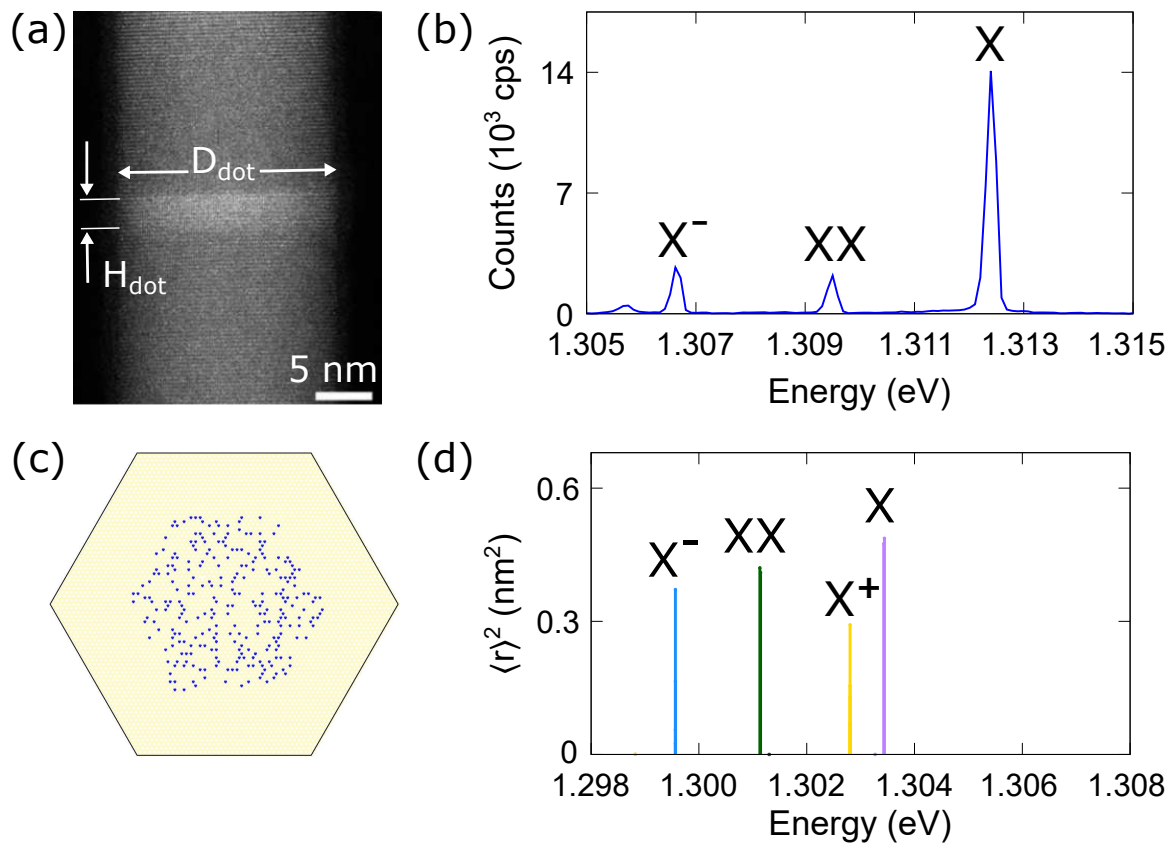 (a)
D_dot
H_dot
5 nm
(b)
Counts (10³ cps)
14
7
0
X⁻
XX
X
1.305 1.307 1.309 1.311 1.313 1.315
Energy (eV)
(c)
(d)
⟨r⟩² (nm²)
0.6
0.3
0
X⁻
XX
X⁺
X
1.298 1.300 1.302 1.304 1.306 1.308
Energy (eV)